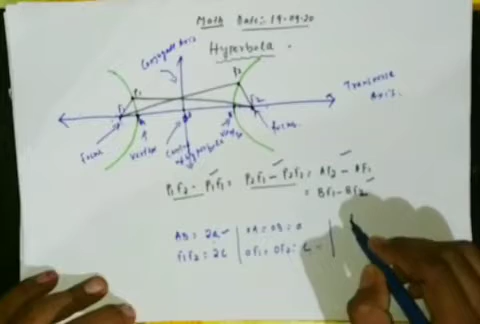 Math Date:- 19.09.20
Hyperbola.
Conjugate Axis
P1
P2
F1
F2
Transverse
Axis.
focus
vertex
Center
of Hyperbola
vertex
focus
P1F2 - P1F1 = P2F1 - P2F2 = AF2 - AF1
= BF1 - BF2
AB = 2a
OA = OB = a
F1F2 = 2c
OF1 = OF2 = c